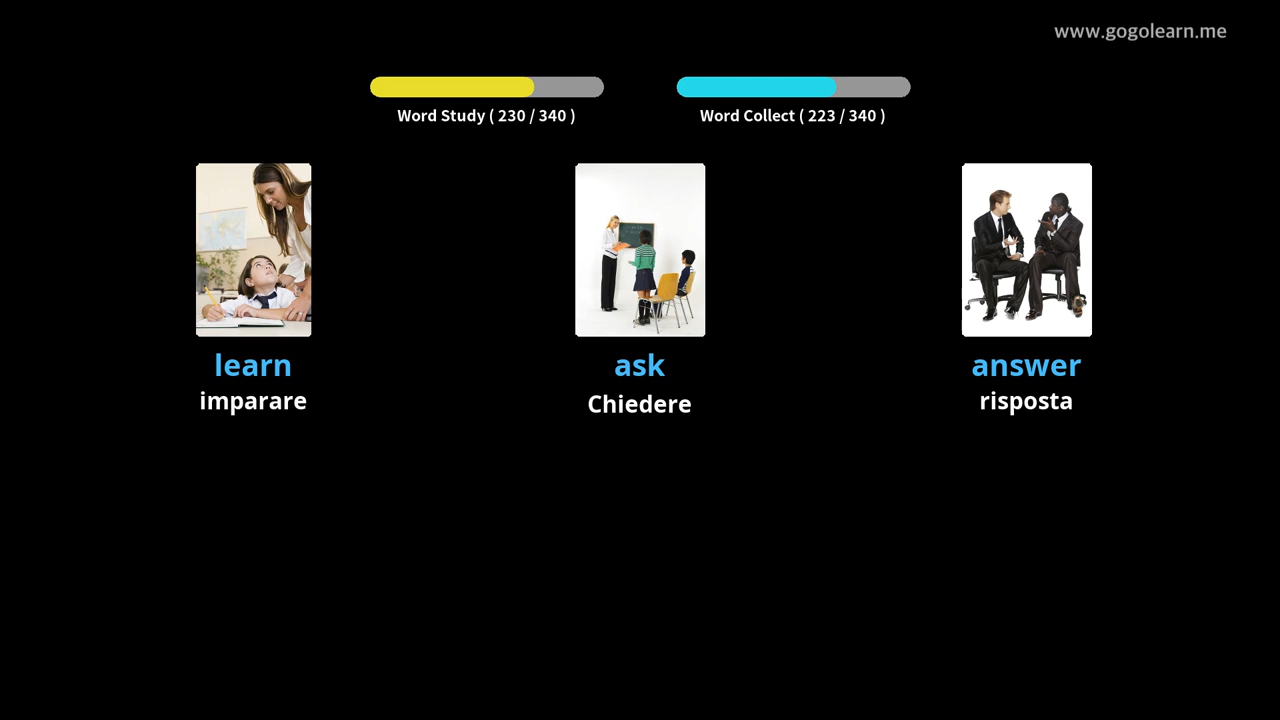 www.gogolearn.me
Word Study ( 230 / 340 )
Word Collect ( 223 / 340 )
learn
imparare
ask
Chiedere
answer
risposta